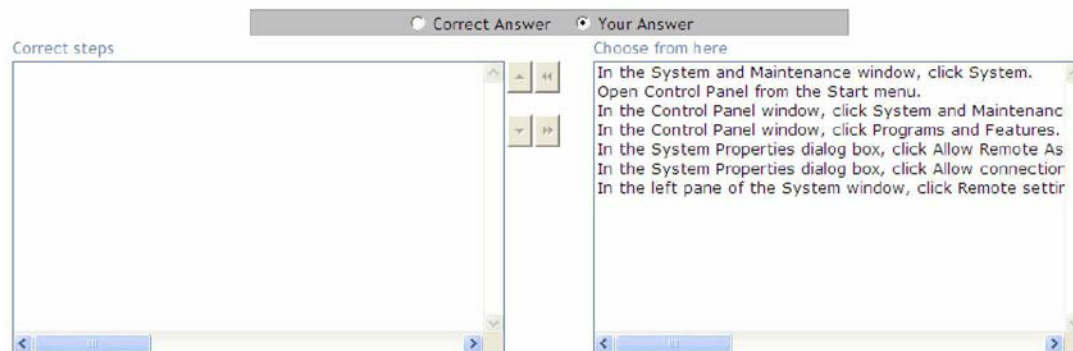 Correct Answer Your Answer
Correct steps
Choose from here
In the System and Maintenance window, click System.
Open Control Panel from the Start menu.
In the Control Panel window, click System and Maintenanc
In the Control Panel window, click Programs and Features.
In the System Properties dialog box, click Allow Remote As
In the System Properties dialog box, click Allow connection
In the left pane of the System window, click Remote settin